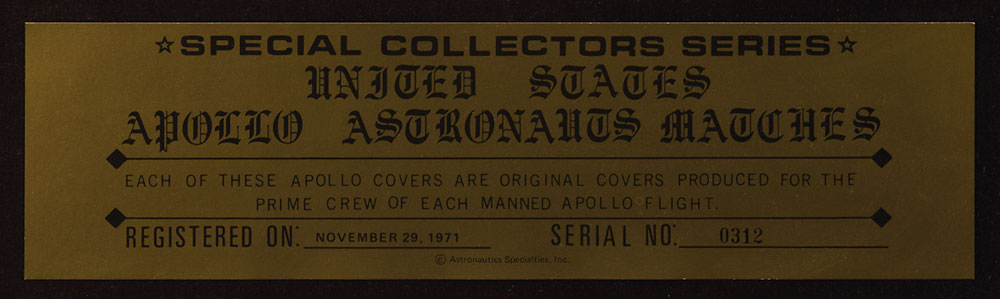 ☆SPECIAL COLLECTORS SERIES☆
UNITED STATES
APOLLO ASTRONAUTS MATCHES
EACH OF THESE APOLLO COVERS ARE ORIGINAL COVERS PRODUCED FOR THE
PRIME CREW OF EACH MANNED APOLLO FLIGHT.
REGISTERED ON: NOVEMBER 29, 1971 SERIAL NO: 0312
© Astronautics Specialties, Inc.